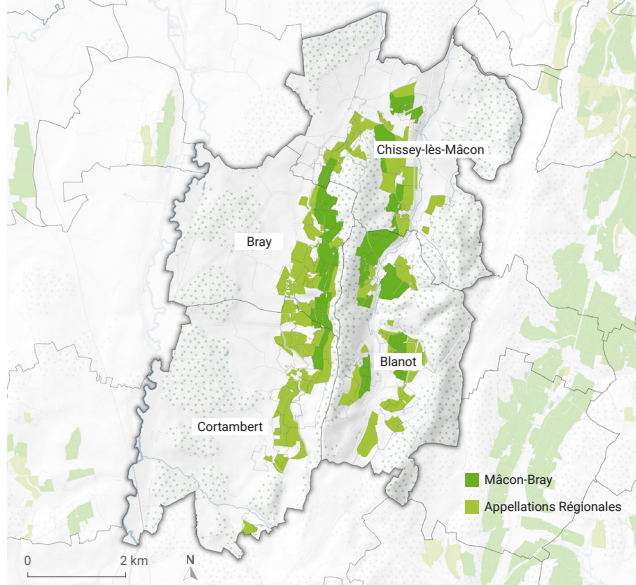 Chissey-lès-Mâcon
Bray
Blanot
Cortambert
Mâcon-Bray
Appellations Régionales
0 2 km
N